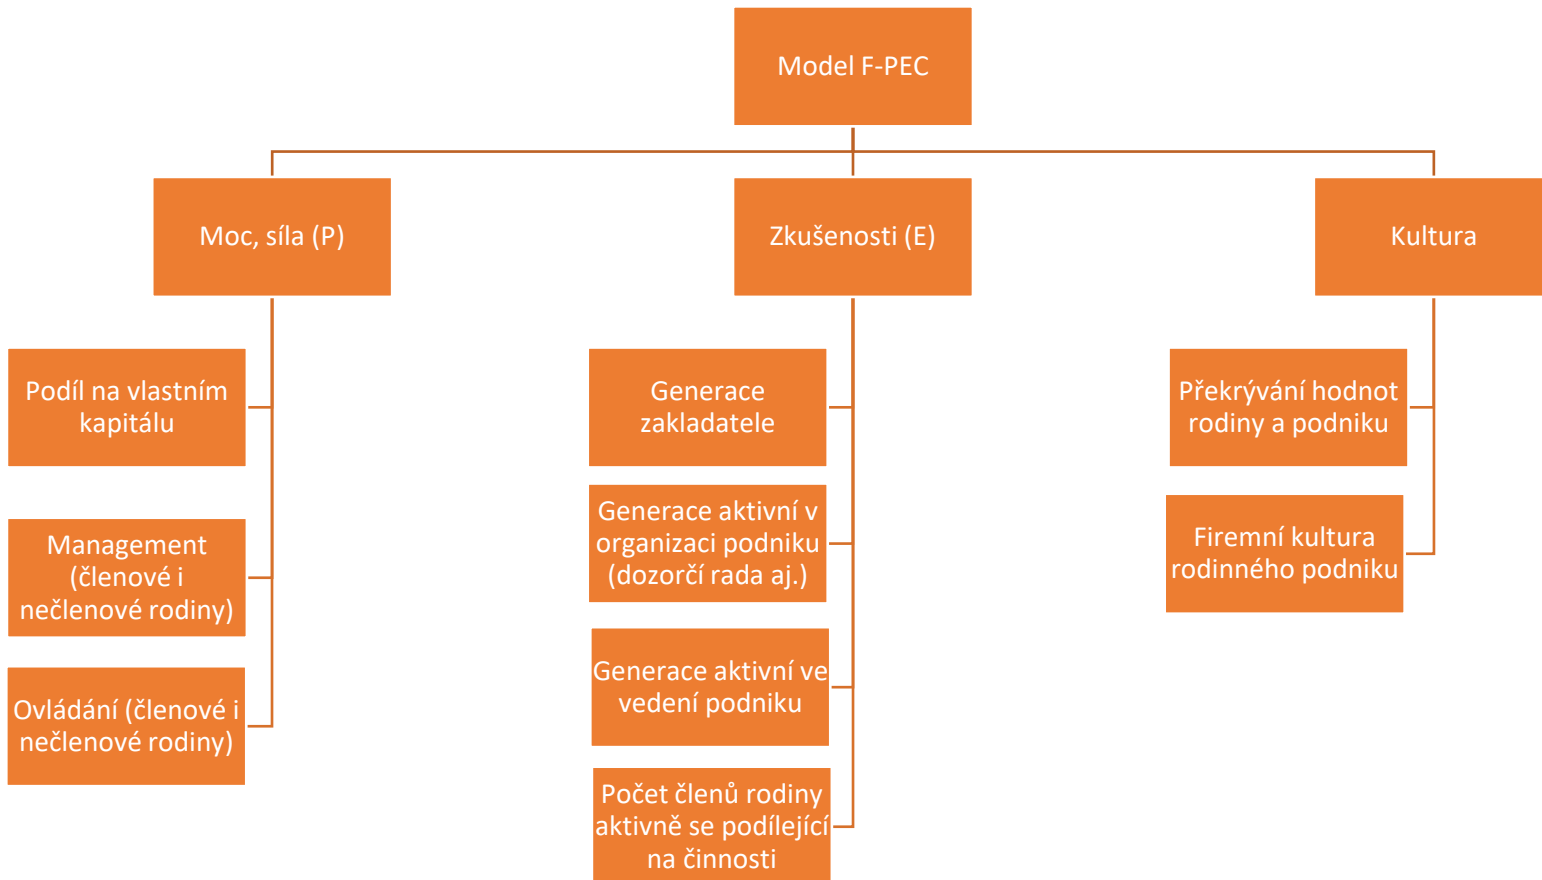 Model F-PEC
Moc, síla (P)
Zkušenosti (E)
Kultura
Podíl na vlastním
kapitálu
Management
(členové i
nečlenové rodiny)
Ovládání (členové i
nečlenové rodiny)
Generace
zakladatele
Generace aktivní v
organizaci podniku
(dozorčí rada aj.)
Generace aktivní ve
vedení podniku
Počet členů rodiny
aktivně se podílející
na činnosti
Překrývání hodnot
rodiny a podniku
Firemní kultura
rodinného podniku